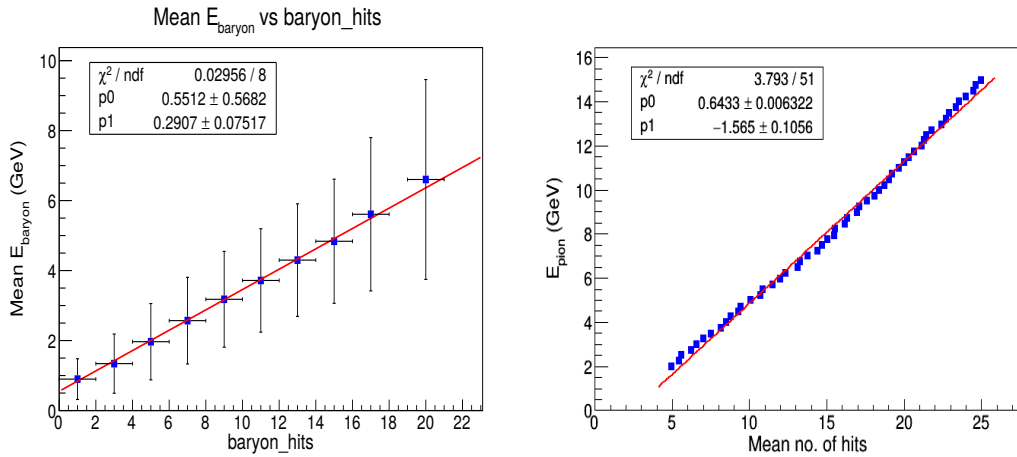 Mean E_baryon vs baryon_hits
χ² / ndf 0.02956 / 8
p0 0.5512 ± 0.5682
p1 0.2907 ± 0.07517
Mean E_baryon (GeV)
10
8
6
4
2
0
0 2 4 6 8 10 12 14 16 18 20 22
baryon_hits
χ² / ndf 3.793 / 51
p0 0.6433 ± 0.006322
p1 −1.565 ± 0.1056
E_pion (GeV)
16
14
12
10
8
6
4
2
0
0 5 10 15 20 25
Mean no. of hits